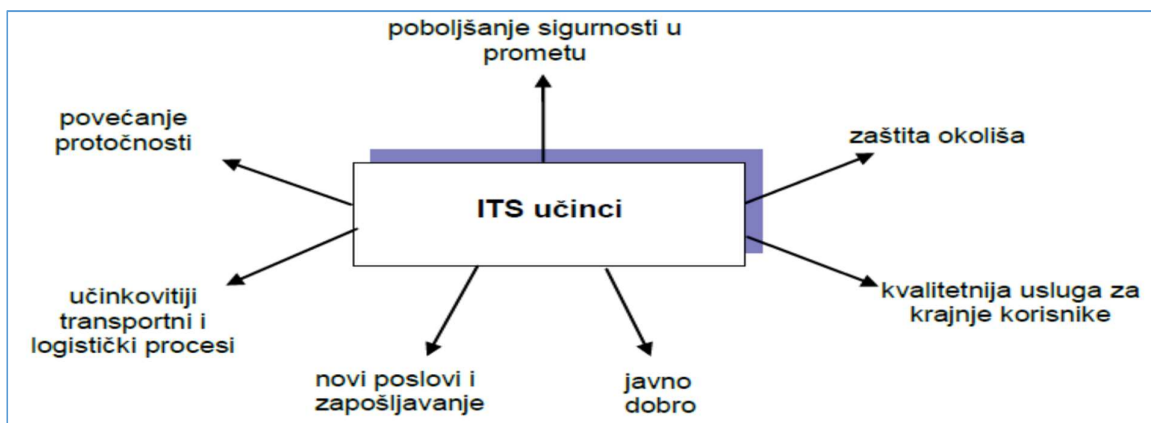 poboljšanje sigurnosti u
prometu
povećanje
protočnosti
zaštita okoliša
ITS učinci
učinkovitiji
transportni i
logistički procesi
kvalitetnija usluga za
krajnje korisnike
novi poslovi i
zapošljavanje
javno
dobro